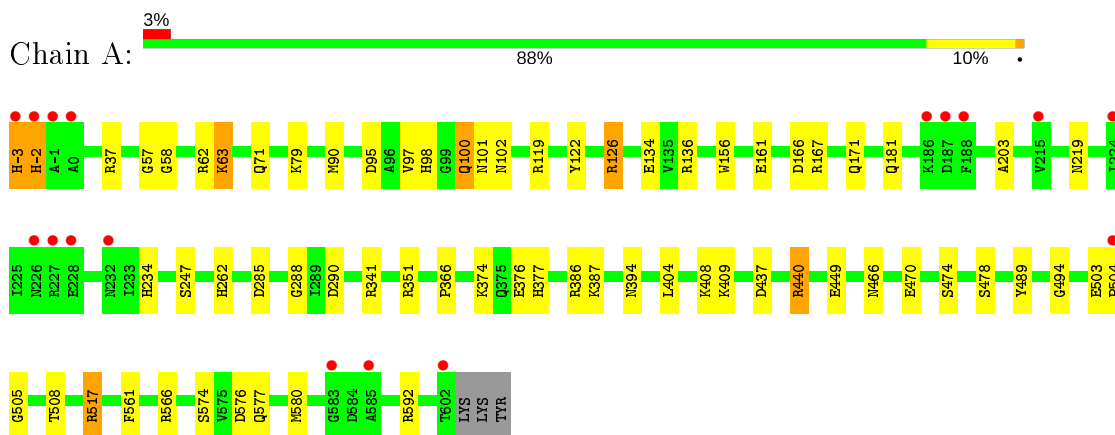 3%
Chain A:
88% 10% •
H-3 H-2 A-1 A0 R37 G57 G58 R62 K63 Q71 K79 M90 D95 A96 V97 H98 G99 Q100 N101 N102 R119 Y122 R126 E134 V135 R136 W156 E161 D166 R167 Q171 Q181 K186 D187 F188 A203 V215 N219 I224
I225 N226 R227 E228 N232 I233 H234 S247 H262 D285 G288 I289 D290 R341 R351 P366 K374 Q375 E376 H377 R386 K387 N394 L404 K408 K409 D437 R440 E449 N466 E470 S474 S478 Y489 G494 E503 P504
G505 T508 R517 F561 R566 S574 V575 D576 Q577 M580 G583 D584 A585 R592 T602 LYS LYS TYR